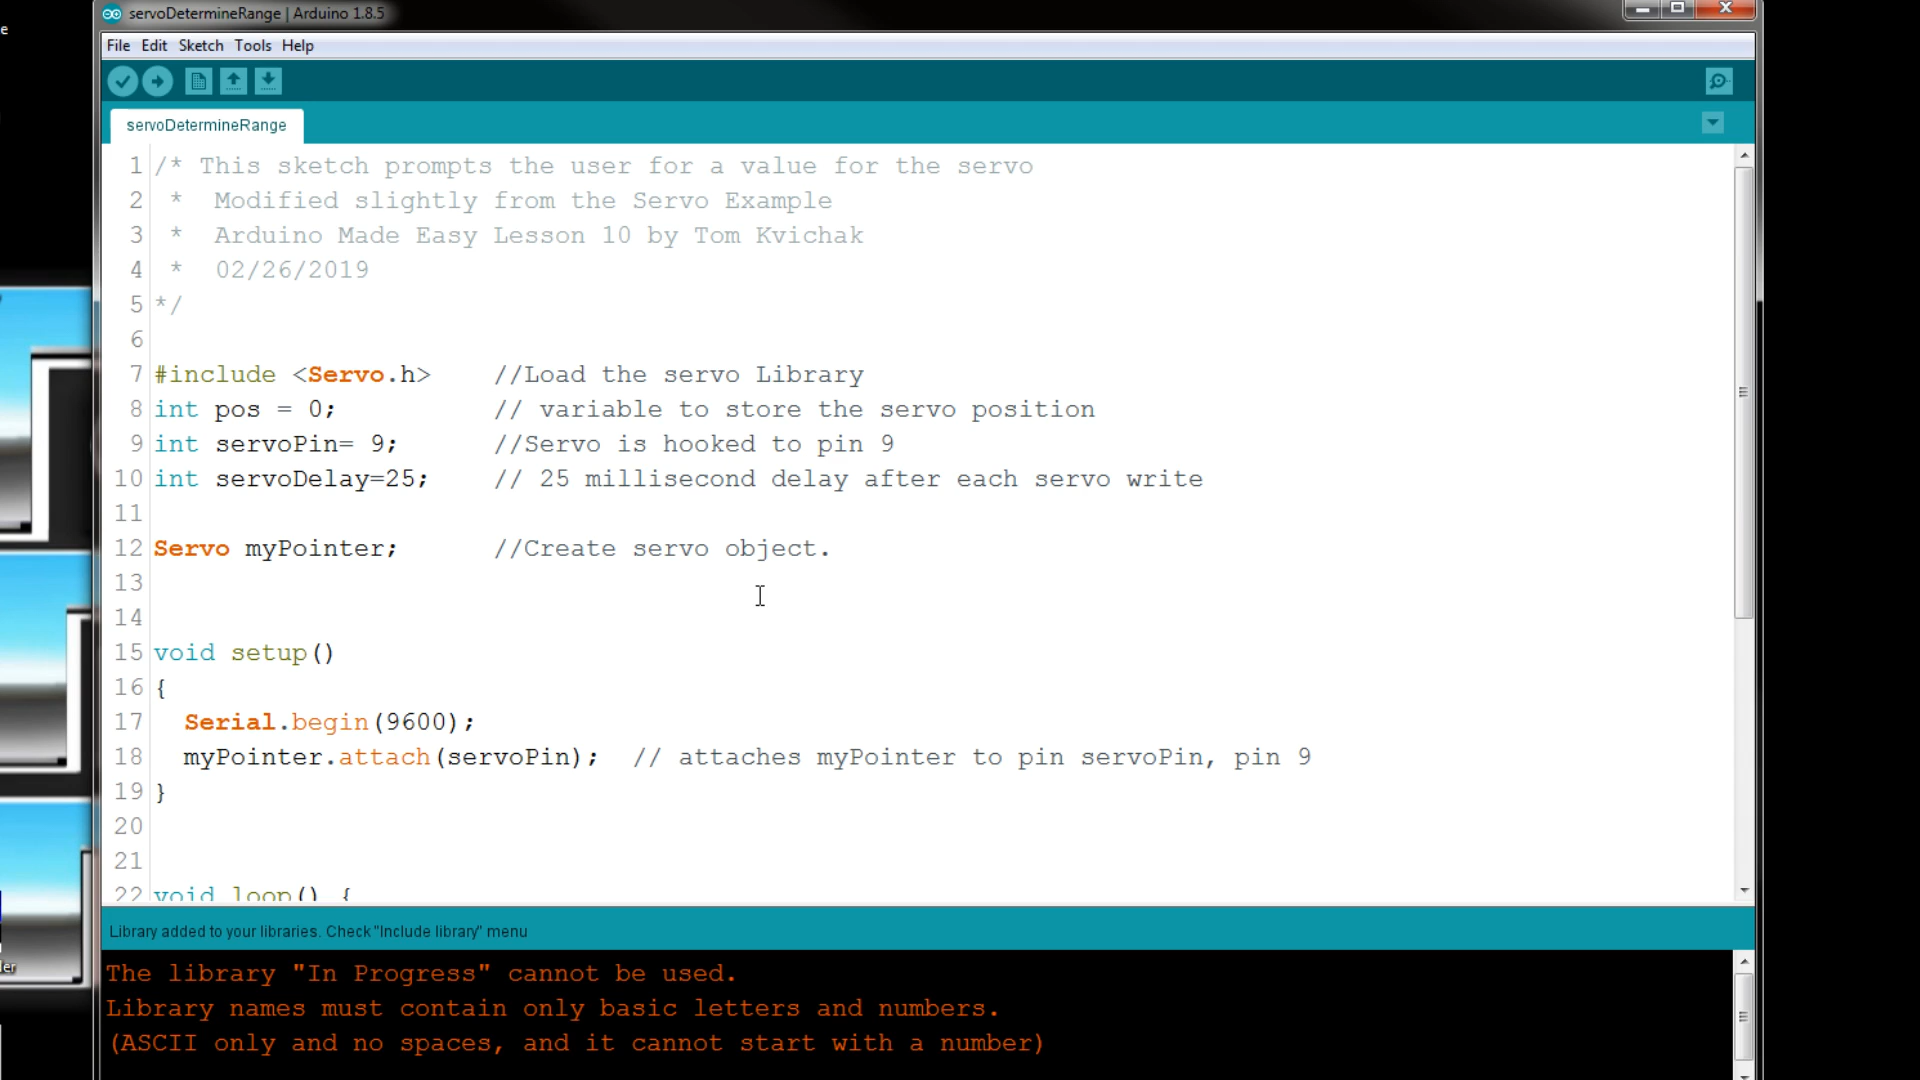 e
servoDetermineRange | Arduino 1.8.5
File Edit Sketch Tools Help
servoDetermineRange
1 /* This sketch prompts the user for a value for the servo
2 * Modified slightly from the Servo Example
3 * Arduino Made Easy Lesson 10 by Tom Kvichak
4 * 02/26/2019
5 */
6
7 #include <Servo.h> //Load the servo Library
8 int pos = 0; // variable to store the servo position
9 int servoPin= 9; //Servo is hooked to pin 9
10 int servoDelay=25; // 25 millisecond delay after each servo write
11
12 Servo myPointer; //Create servo object.
13
14
15 void setup()
16 {
17 Serial.begin(9600);
18 myPointer.attach(servoPin); // attaches myPointer to pin servoPin, pin 9
19 }
20
21
22 void loop() {
Library added to your libraries. Check "Include library" menu
ler
The library "In Progress" cannot be used.
Library names must contain only basic letters and numbers.
(ASCII only and no spaces, and it cannot start with a number)